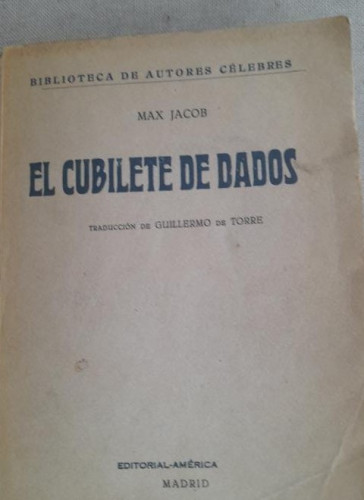 BIBLIOTECA DE AUTORES CÉLEBRES
MAX JACOB
EL CUBILETE DE DADOS
TRADUCCIÓN DE GUILLERMO DE TORRE
EDITORIAL-AMÉRICA
MADRID